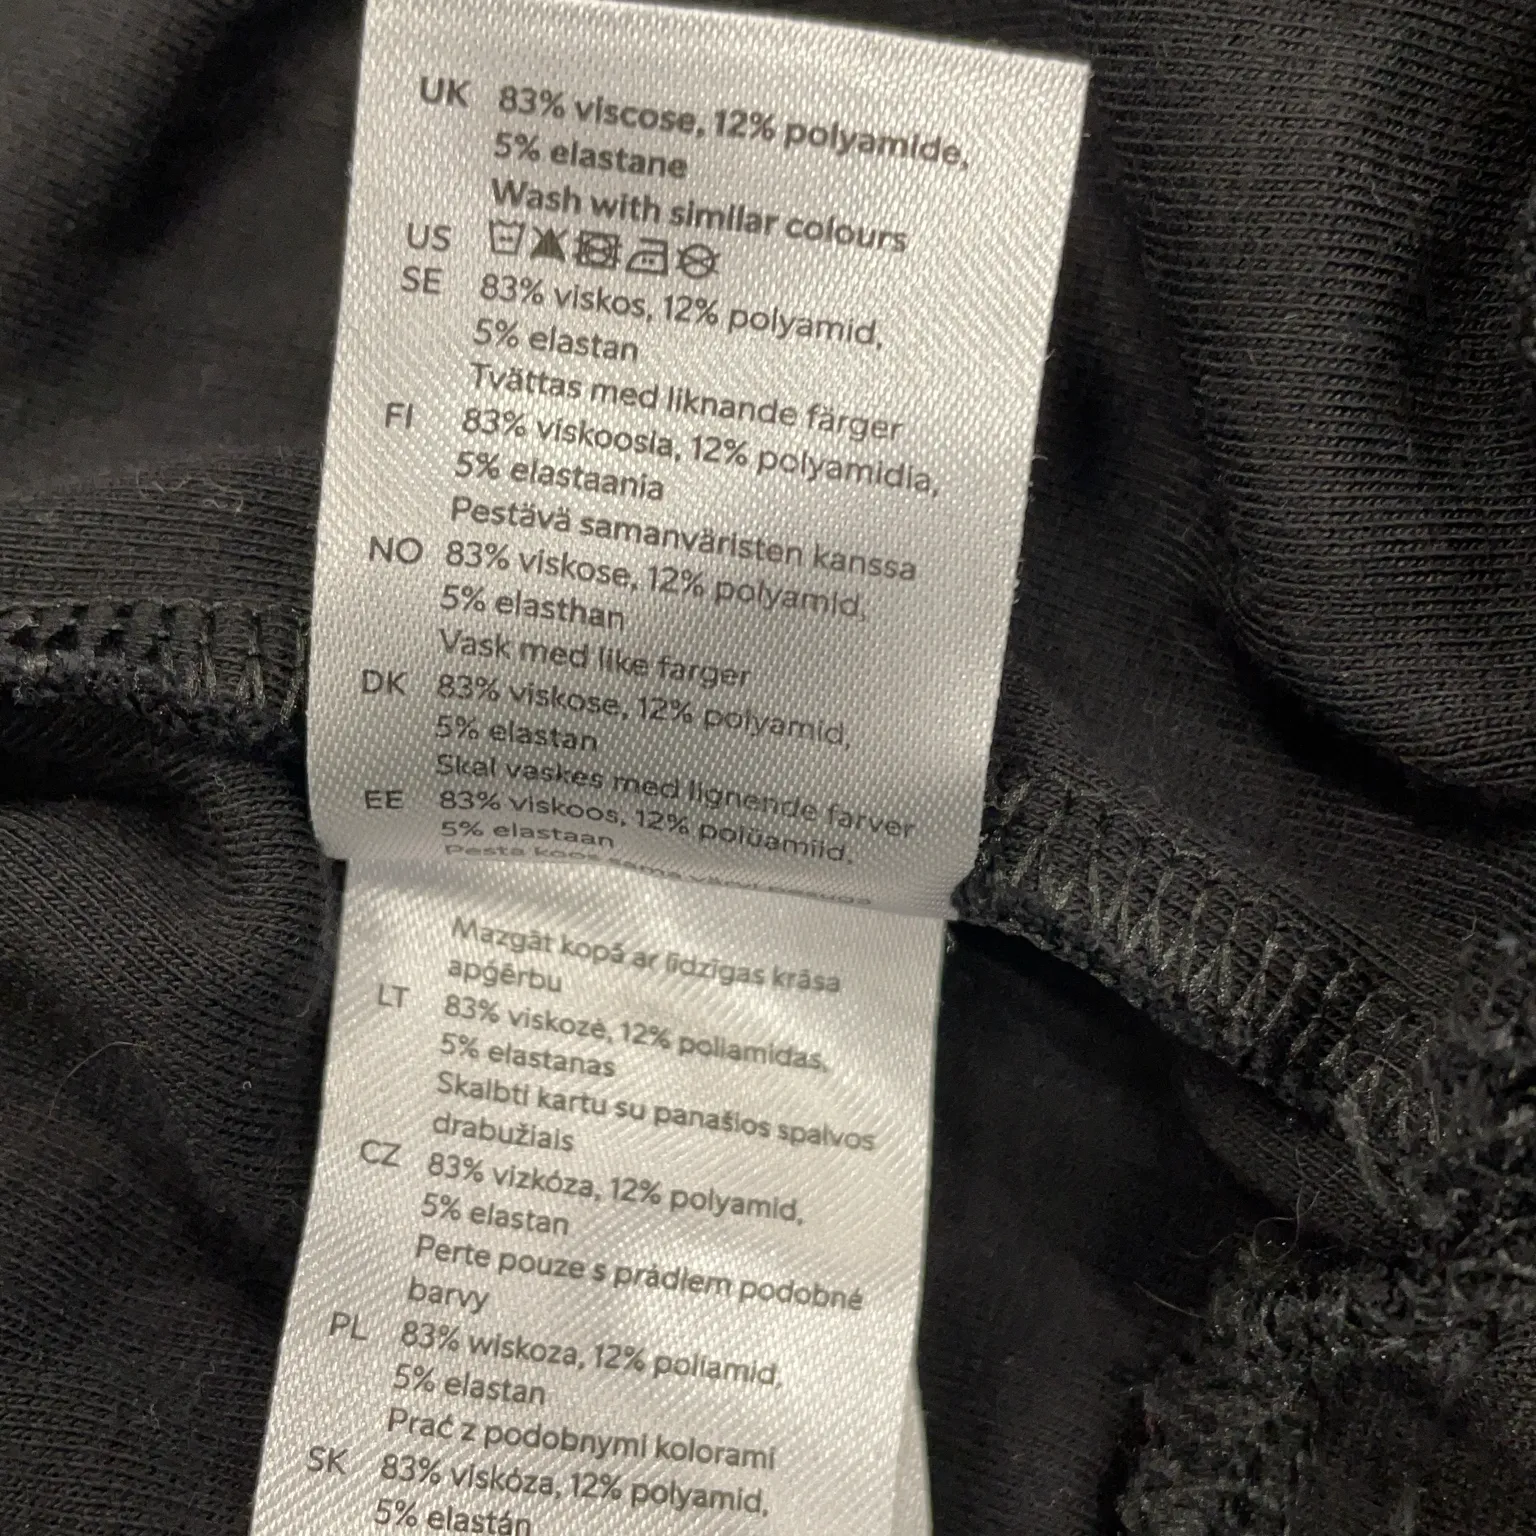 UK 83% viscose, 12% polyamide,
5% elastane
Wash with similar colours
US
SE 83% viskos, 12% polyamid,
5% elastan
Tvättas med liknande färger
FI 83% viskoosia, 12% polyamidia,
5% elastaania
Pestävä samanväristen kanssa
NO 83% viskose, 12% polyamid,
5% elasthan
Vask med like farger
DK 83% viskose, 12% polyamid,
5% elastan
Skal vaskes med lignende farver
EE 83% viskoos, 12% polüamiid,
5% elastaan
Pesta koos sama
Mazgāt kopā ar līdzīgas krāsa
apģērbu
LT 83% viskozė, 12% poliamidas,
5% elastanas
Skalbti kartu su panašios spalvos
drabužiais
CZ 83% vizkóza, 12% polyamid,
5% elastan
Perte pouze s prádlem podobné
barvy
PL 83% wiskoza, 12% poliamid,
5% elastan
Prać z podobnymi kolorami
SK 83% viskóza, 12% polyamid,
5% elastán